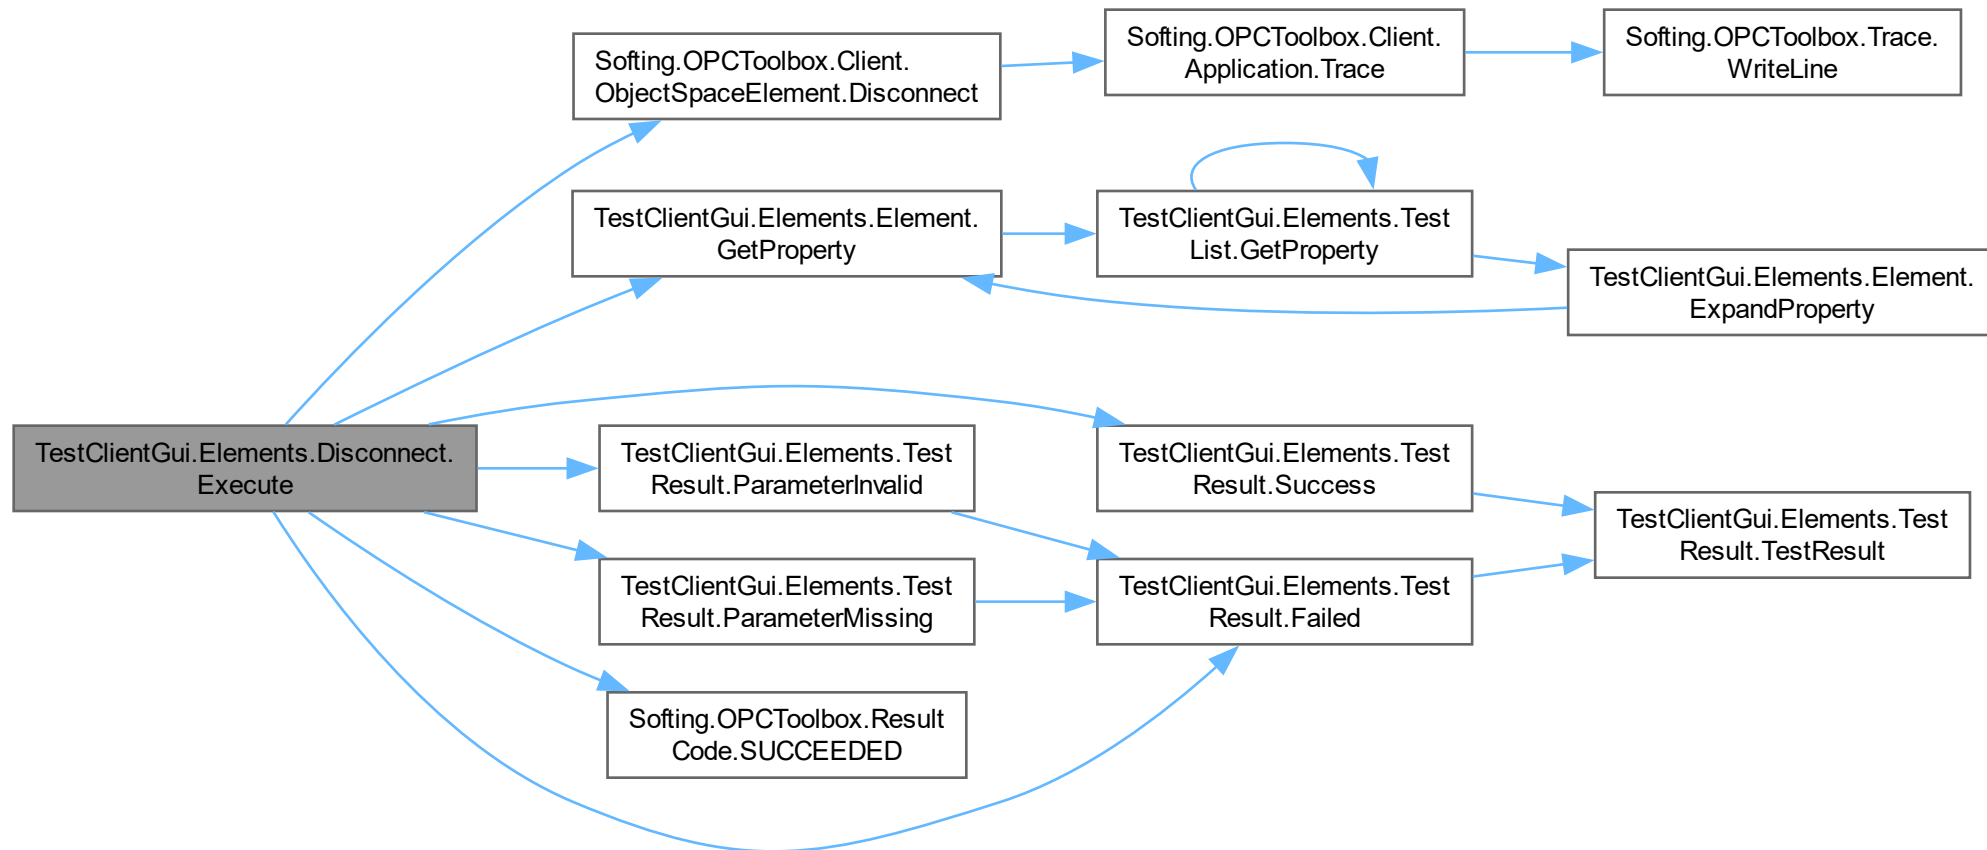 Softing.OPCToolbox.Client.
ObjectSpaceElement.Disconnect
Softing.OPCToolbox.Client.
Application.Trace
Softing.OPCToolbox.Trace.
WriteLine
TestClientGui.Elements.Element.
GetProperty
TestClientGui.Elements.Test
List.GetProperty
TestClientGui.Elements.Element.
ExpandProperty
TestClientGui.Elements.Disconnect.
Execute
TestClientGui.Elements.Test
Result.ParameterInvalid
TestClientGui.Elements.Test
Result.Success
TestClientGui.Elements.Test
Result.TestResult
TestClientGui.Elements.Test
Result.ParameterMissing
TestClientGui.Elements.Test
Result.Failed
Softing.OPCToolbox.Result
Code.SUCCEEDED